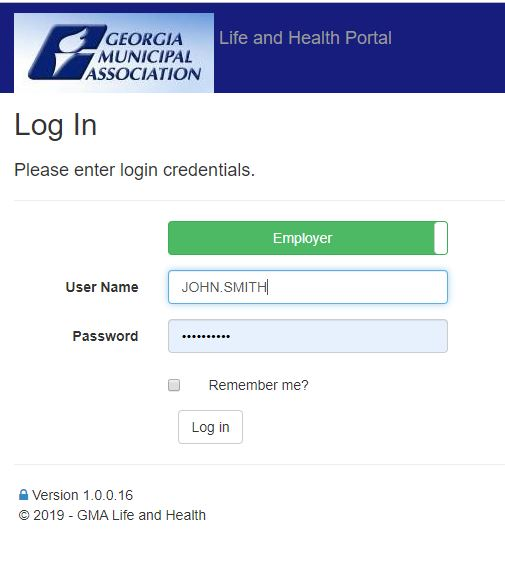 GEORGIA
MUNICIPAL
ASSOCIATION
Life and Health Portal
Log In
Please enter login credentials.
Employer
User Name JOHN.SMITH
Password ••••••••••
Remember me?
Log in
Version 1.0.0.16
© 2019 - GMA Life and Health